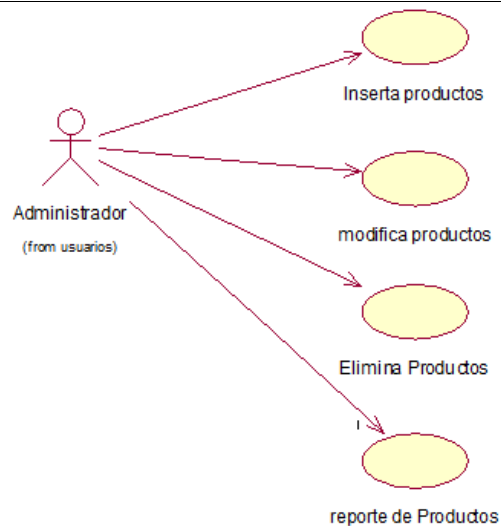 Inserta productos
modifica productos
Administrador
(from usuarios)
Elimina Productos
reporte de Productos